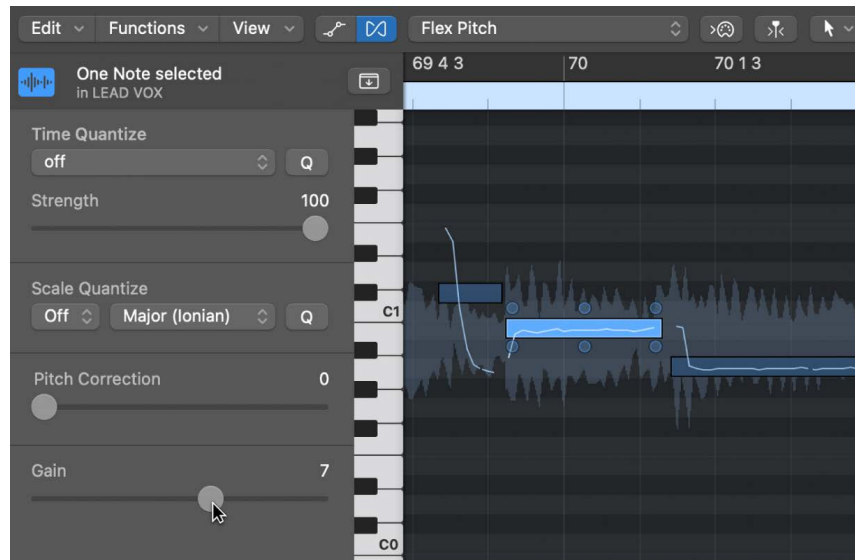 Edit Functions View Flex Pitch
One Note selected
in LEAD VOX
69 4 3 70 70 1 3
Time Quantize
off Q
Strength 100
Scale Quantize
Off Major (Ionian) Q
C1
Pitch Correction 0
Gain 7
C0